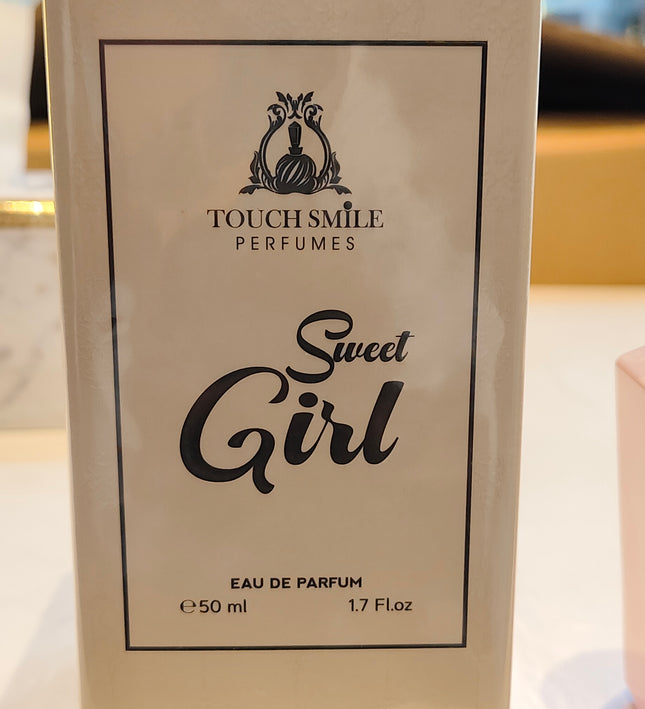 TOUCH SMILE
PERFUMES
Sweet
Girl
EAU DE PARFUM
℮50 ml 1.7 Fl.oz